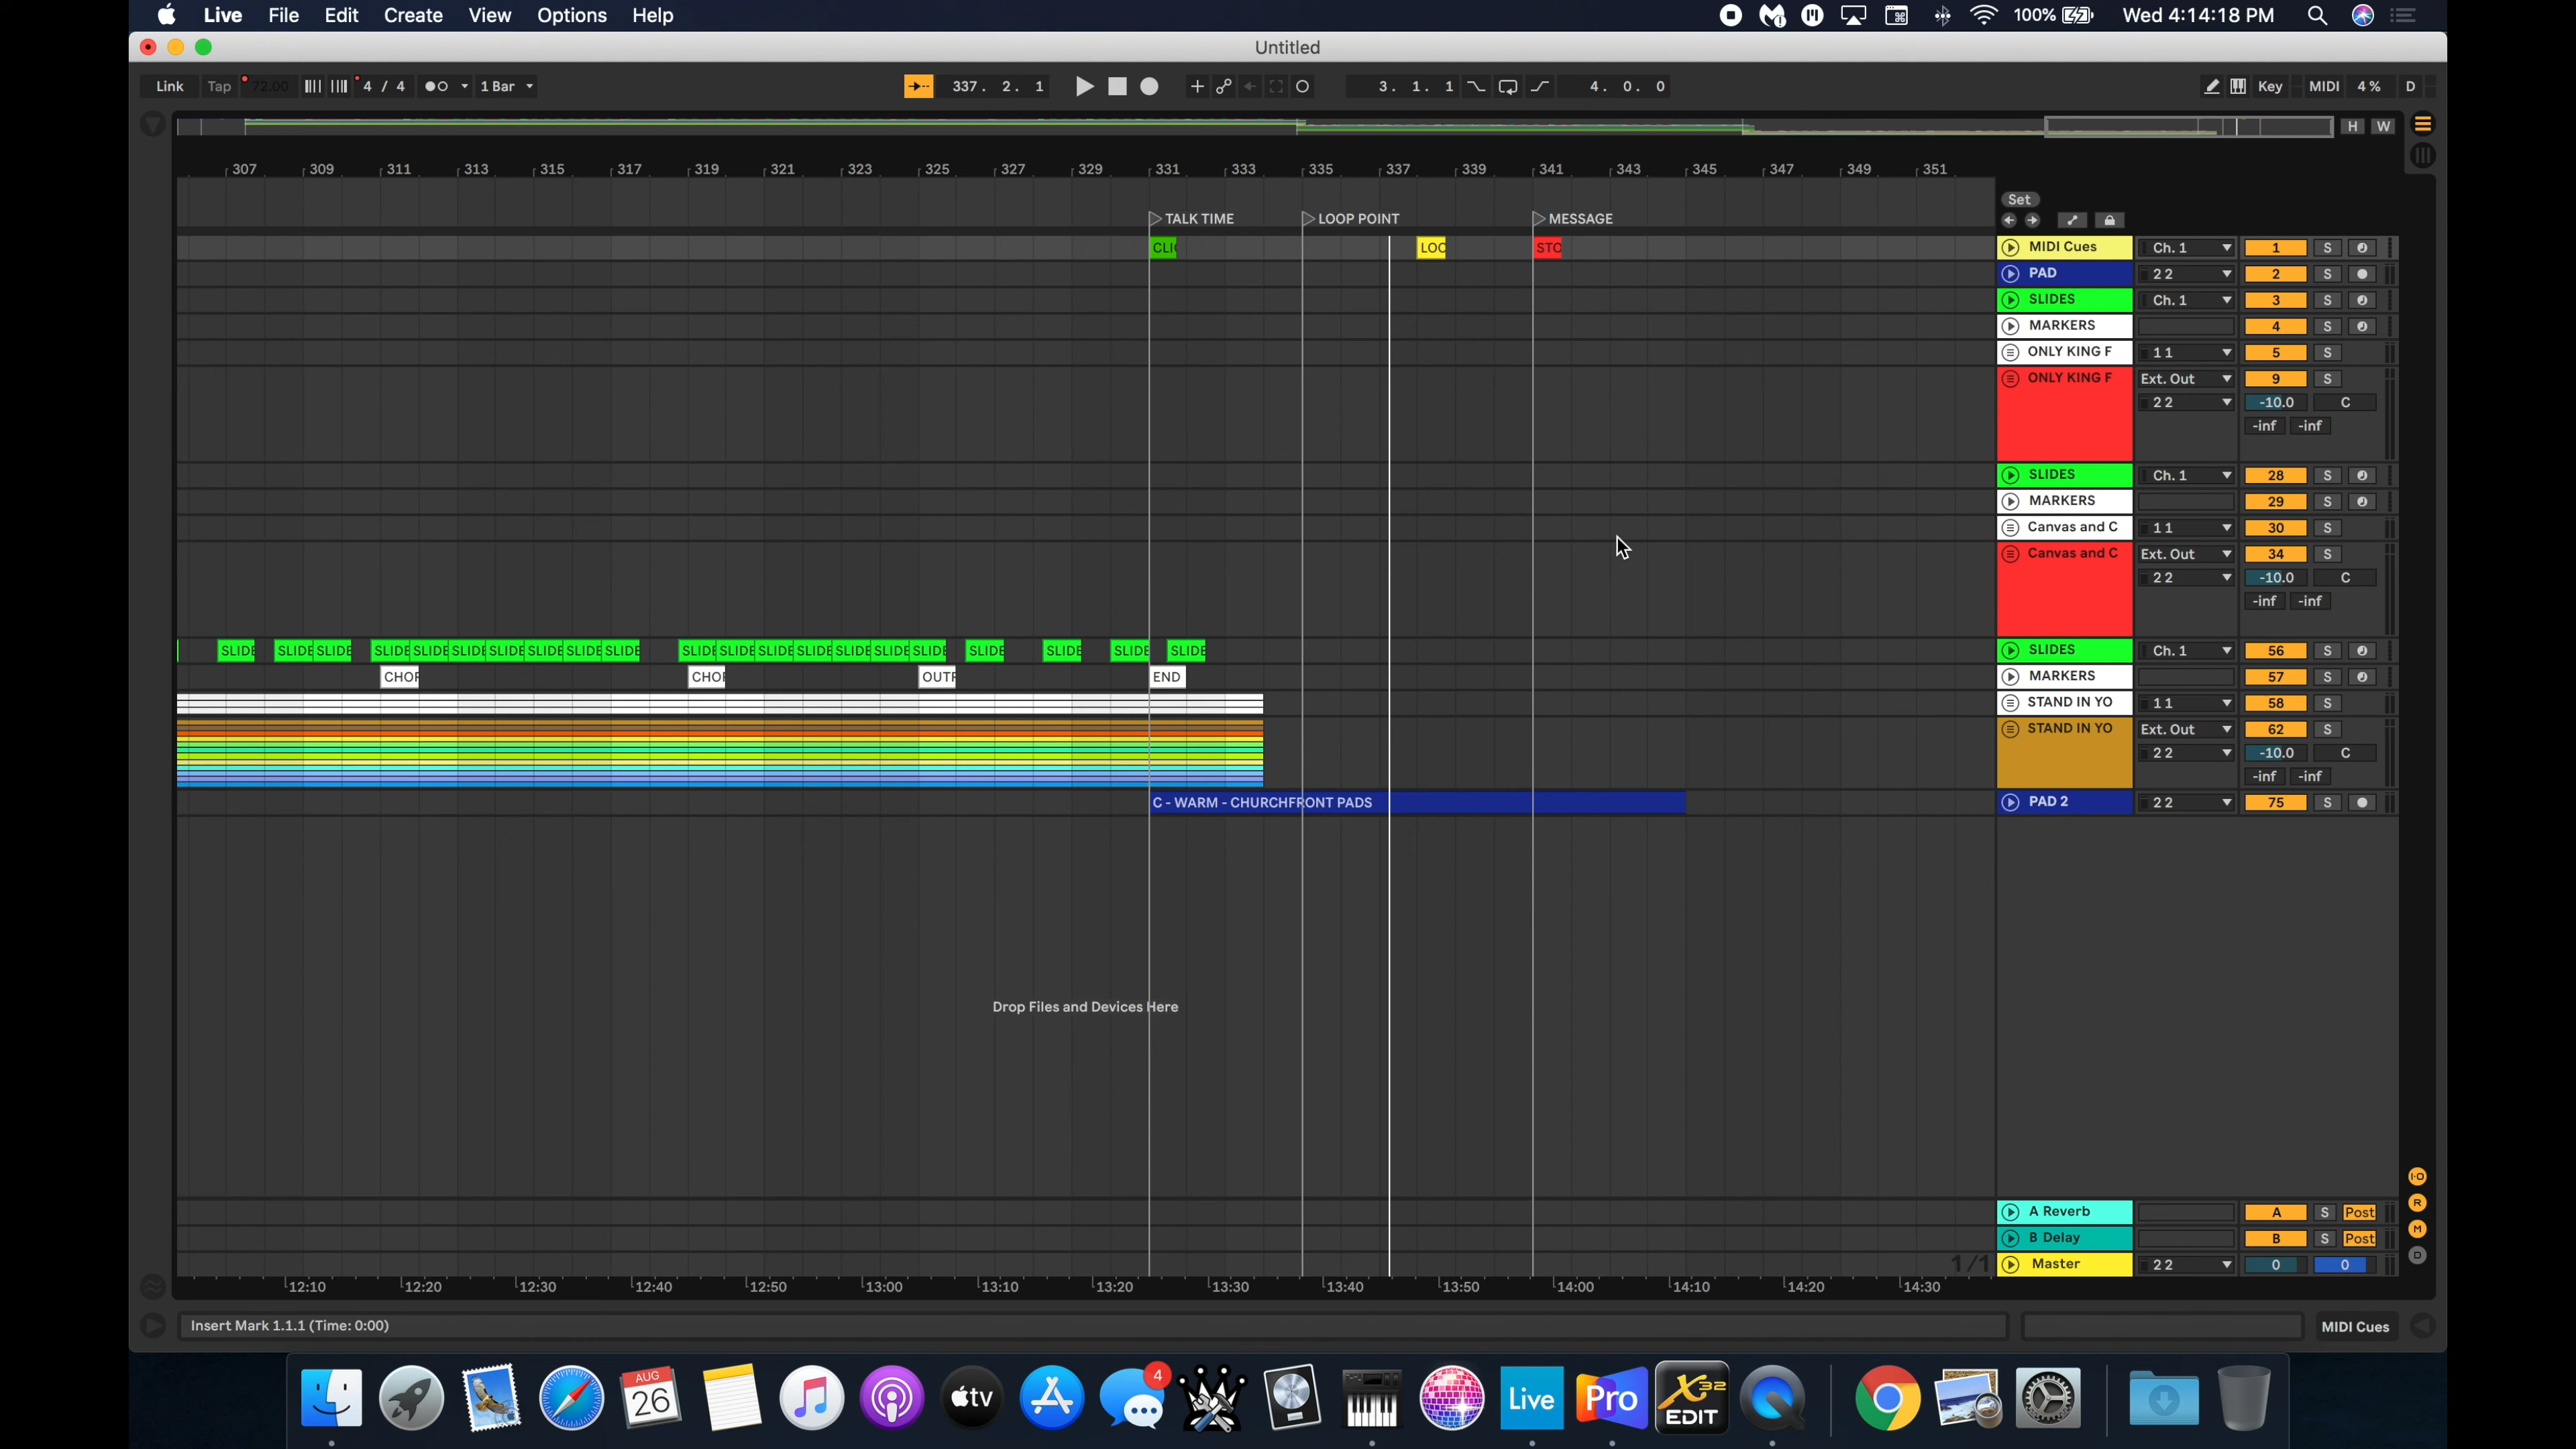 Live File Edit Create View Options Help 100% Wed 4:14:18 PM
Untitled
Link Tap 72.00 4 / 4 1 Bar 337. 2. 1 3. 1. 1 4. 0. 0 Key MIDI 4% D
H W
307 309 311 313 315 317 319 321 323 325 327 329 331 333 335 337 339 341 343 345 347 349 351
Set
TALK TIME LOOP POINT MESSAGE
CLIC LOC STO MIDI Cues Ch. 1 1 S
PAD 2 2 2 S
SLIDES Ch. 1 3 S
MARKERS 4 S
ONLY KING F 1 1 5 S
ONLY KING F Ext. Out 9 S
2 2 -10.0 C
-inf -inf
SLIDES Ch. 1 28 S
MARKERS 29 S
Canvas and C 1 1 30 S
Canvas and C Ext. Out 34 S
2 2 -10.0 C
-inf -inf
SLIDE SLIDE SLIDE SLIDE SLIDE SLIDE SLIDE SLIDE SLIDE SLIDE SLIDE SLIDE SLIDE SLIDE SLIDE SLIDE SLIDE SLIDE SLIDE SLIDE SLIDE SLIDES Ch. 1 56 S
CHOR CHOR OUTR END MARKERS 57 S
STAND IN YO 1 1 58 S
STAND IN YO Ext. Out 62 S
2 2 -10.0 C
-inf -inf
C - WARM - CHURCHFRONT PADS PAD 2 2 2 75 S
Drop Files and Devices Here
I·O
A Reverb A S Post R
B Delay B S Post M
1/1 Master 2 2 0 0 D
12:10 12:20 12:30 12:40 12:50 13:00 13:10 13:20 13:30 13:40 13:50 14:00 14:10 14:20 14:30
Insert Mark 1.1.1 (Time: 0:00) MIDI Cues
AUG
26
tv
4
Live
Pro
X32
EDIT